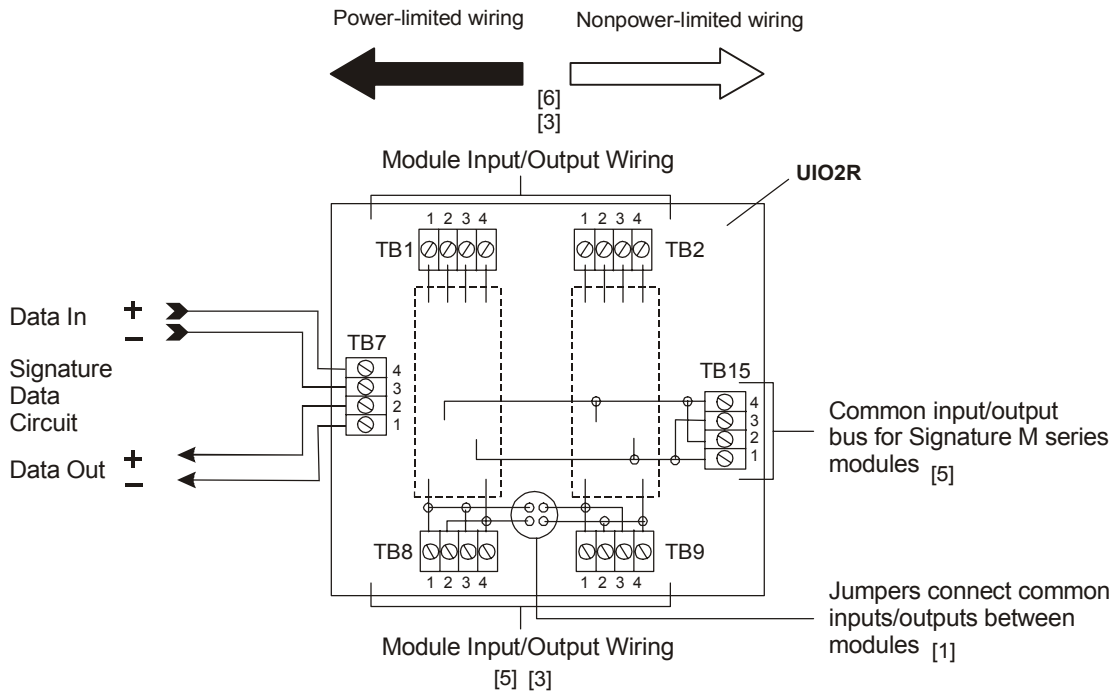 Power-limited wiring
Nonpower-limited wiring
[6]
[3]
Module Input/Output Wiring
UIO2R
1 2 3 4
1 2 3 4
TB1
TB2
Data In + −
TB7
4
3
2
1
Signature
Data
Circuit
Data Out + −
TB15
4
3
2
1
Common input/output
bus for Signature M series
modules [5]
TB8
TB9
1 2 3 4
1 2 3 4
Jumpers connect common
inputs/outputs between
modules [1]
Module Input/Output Wiring
[5] [3]